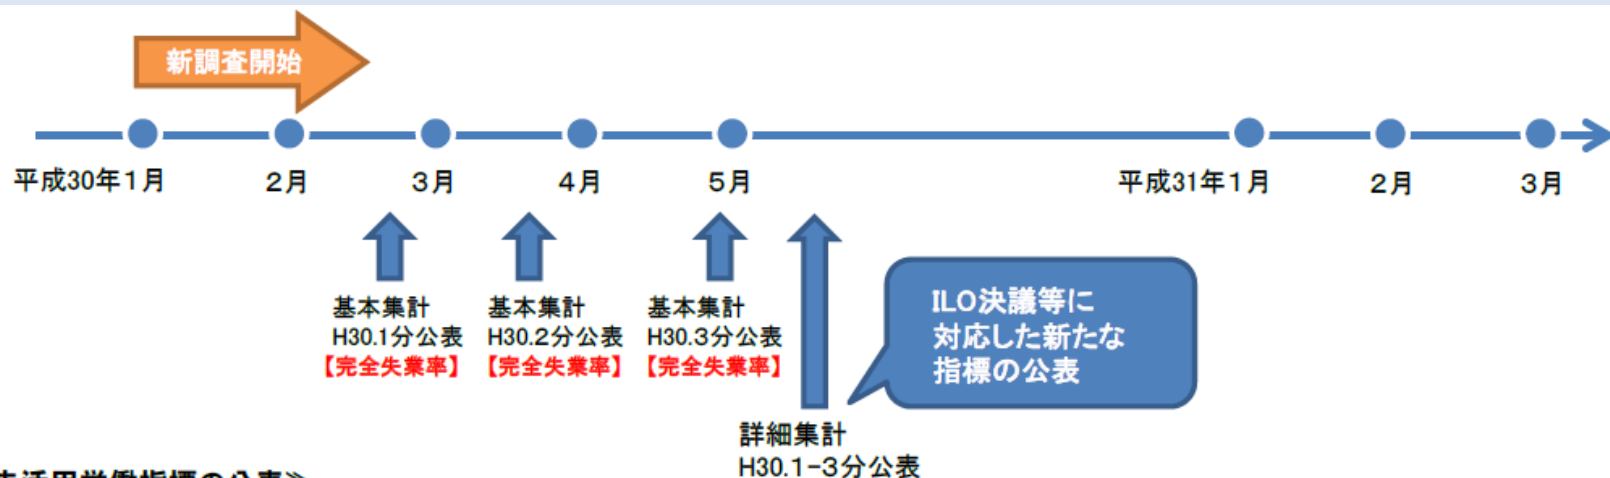 新調査開始
平成30年1月
2月
3月
4月
5月
平成31年1月
2月
3月
基本集計
H30.1分公表
【完全失業率】
基本集計
H30.2分公表
【完全失業率】
基本集計
H30.3分公表
【完全失業率】
ILO決議等に
対応した新たな
指標の公表
詳細集計
H30.1-3分公表